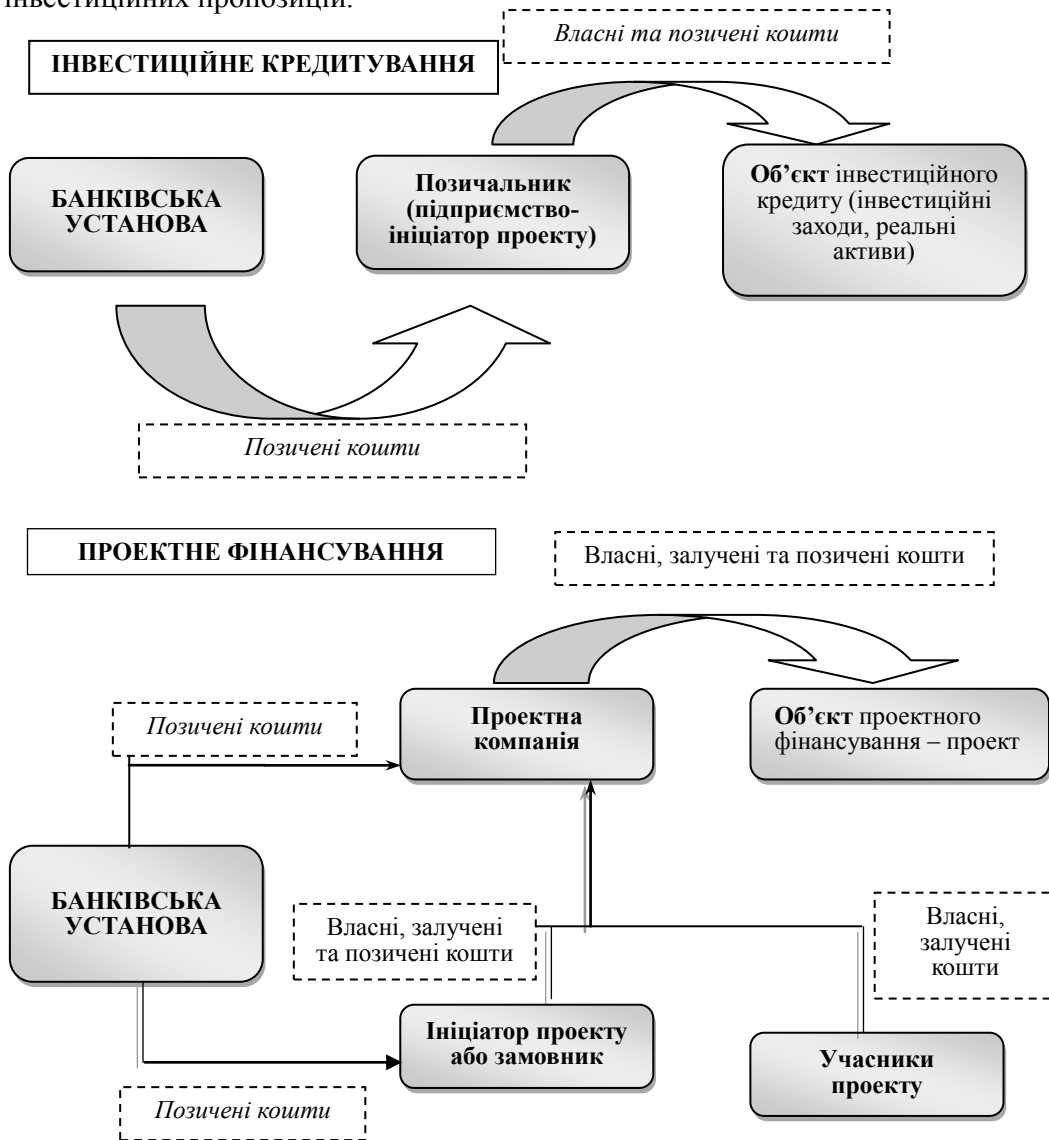 інвестиційних пропозицій.
Власні та позичені кошти
ІНВЕСТИЦІЙНЕ КРЕДИТУВАННЯ
БАНКІВСЬКА
УСТАНОВА
Позичальник
(підприємство-
ініціатор проекту)
Об’єкт інвестиційного
кредиту (інвестиційні
заходи, реальні
активи)
Позичені кошти
ПРОЕКТНЕ ФІНАНСУВАННЯ
Власні, залучені та позичені кошти
Позичені кошти
Проектна
компанія
Об’єкт проектного
фінансування – проект
БАНКІВСЬКА
УСТАНОВА
Власні, залучені
та позичені кошти
Власні,
залучені
кошти
Ініціатор проекту
або замовник
Учасники
проекту
Позичені кошти